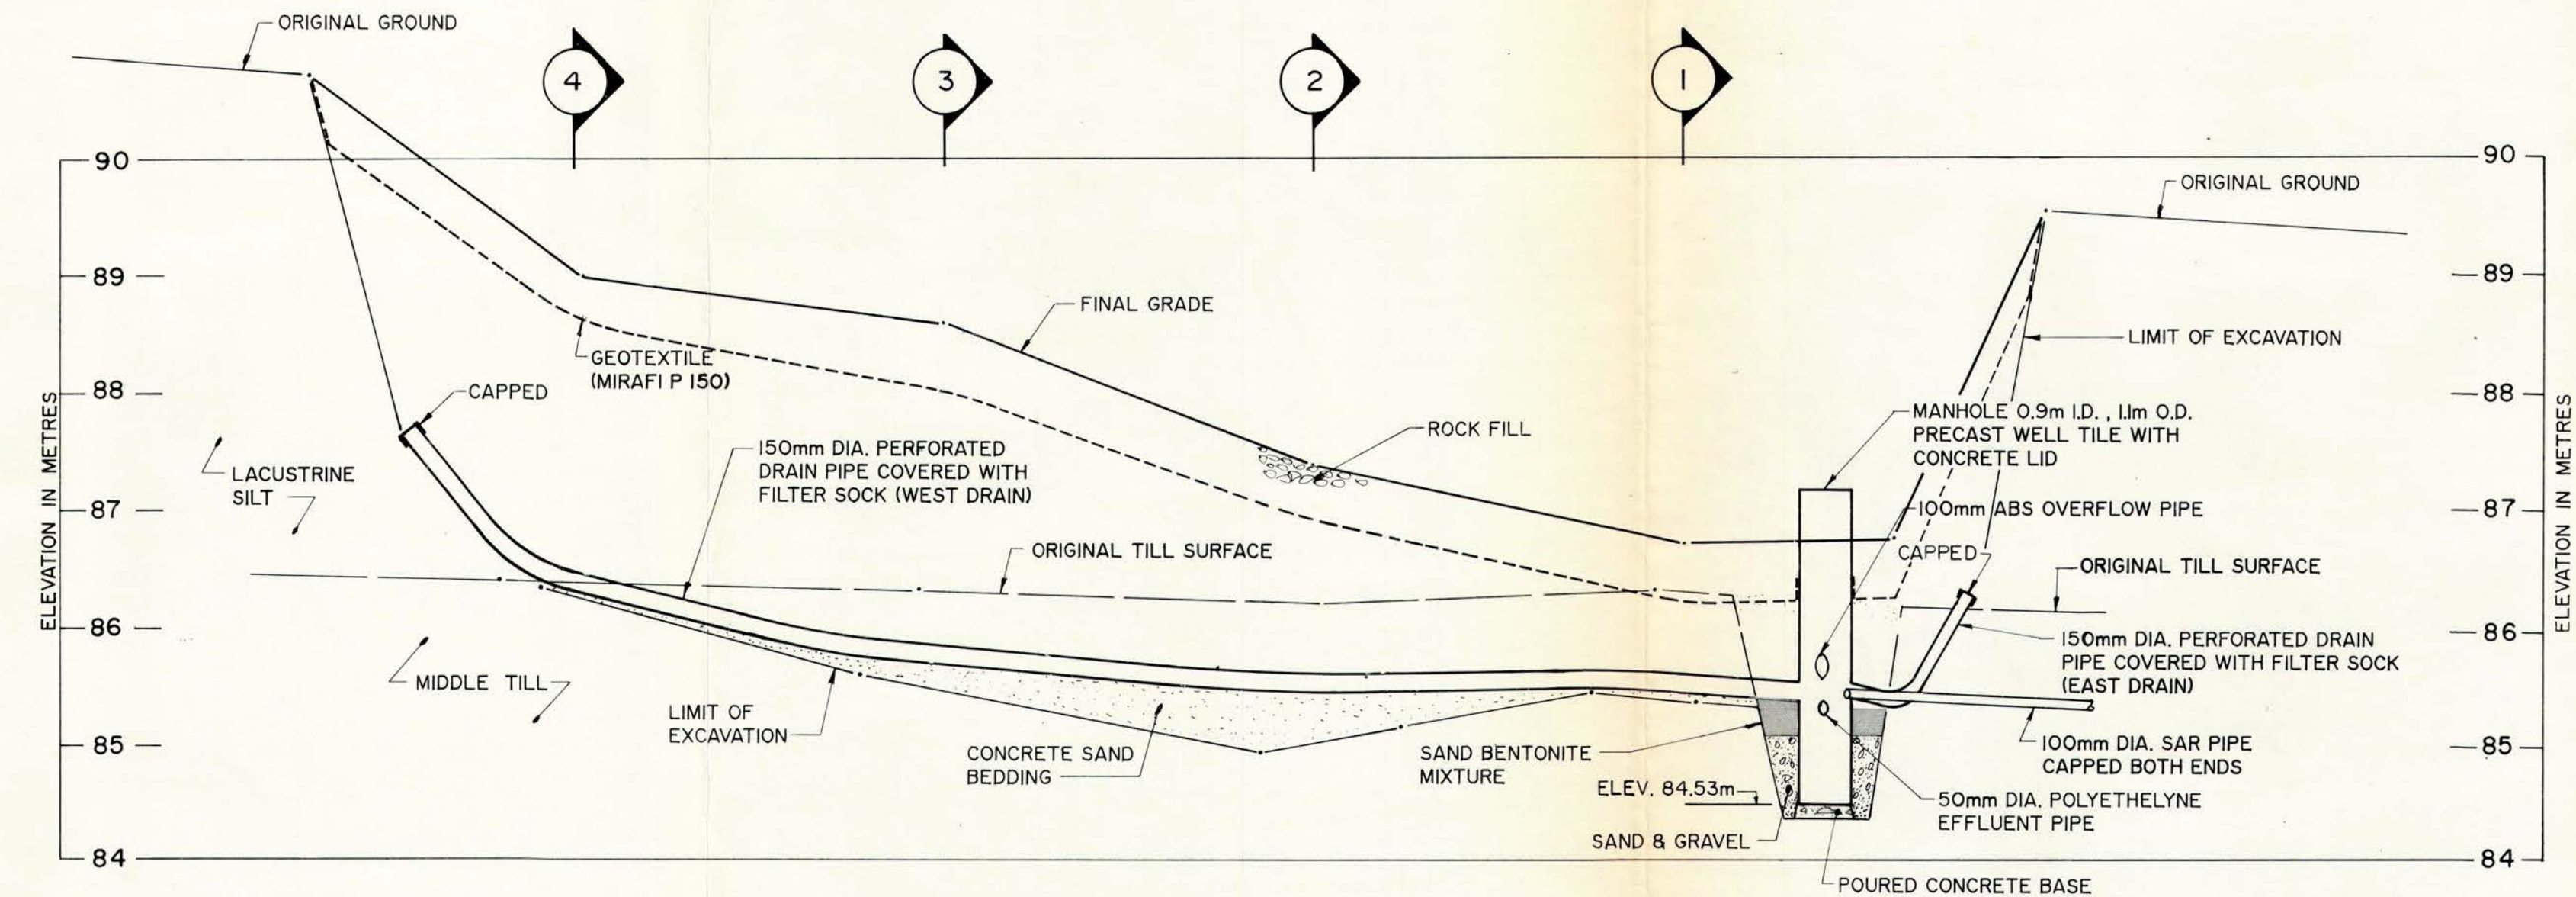 ORIGINAL GROUND
4
3
2
1
90
90
ORIGINAL GROUND
89
89
FINAL GRADE
LIMIT OF EXCAVATION
GEOTEXTILE
(MIRAFI P 150)
88
88
CAPPED
MANHOLE 0.9m I.D. , 1.1m O.D.
PRECAST WELL TILE WITH
CONCRETE LID
ROCK FILL
150mm DIA. PERFORATED
DRAIN PIPE COVERED WITH
FILTER SOCK (WEST DRAIN)
LACUSTRINE
SILT
ELEVATION IN METRES
ELEVATION IN METRES
87
87
100mm ABS OVERFLOW PIPE
ORIGINAL TILL SURFACE
CAPPED
ORIGINAL TILL SURFACE
86
86
150mm DIA. PERFORATED DRAIN
PIPE COVERED WITH FILTER SOCK
(EAST DRAIN)
MIDDLE TILL
LIMIT OF
EXCAVATION
85
85
CONCRETE SAND
BEDDING
SAND BENTONITE
MIXTURE
100mm DIA. SAR PIPE
CAPPED BOTH ENDS
ELEV. 84.53m
50mm DIA. POLYETHELYNE
EFFLUENT PIPE
SAND & GRAVEL
84
84
POURED CONCRETE BASE